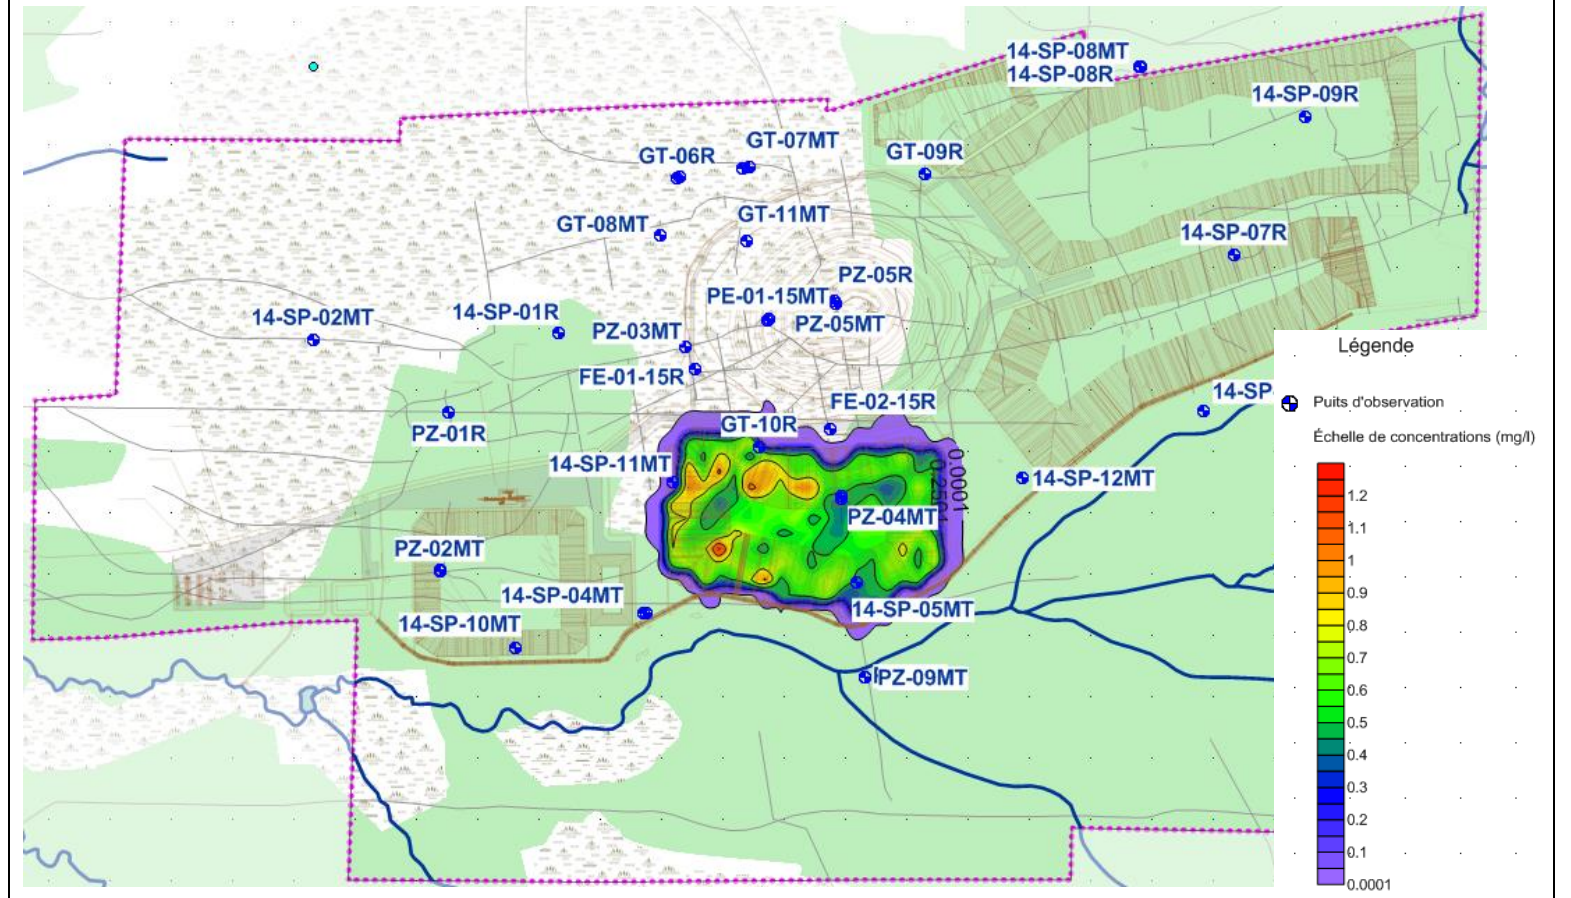 14-SP-08MT
14-SP-08R
14-SP-09R
GT-07MT
GT-06R
GT-09R
GT-11MT
GT-08MT
14-SP-07R
PZ-05R
PE-01-15MT
14-SP-02MT
14-SP-01R
PZ-03MT
PZ-05MT
FE-01-15R
14-SP
FE-02-15R
GT-10R
PZ-01R
14-SP-11MT
0.0001
14-SP-12MT
PZ-04MT
PZ-02MT
14-SP-04MT
14-SP-05MT
14-SP-10MT
PZ-09MT
Légende
Puits d'observation
Échelle de concentrations (mg/l)
1.2
1.1
1
0.9
0.8
0.7
0.6
0.5
0.4
0.3
0.2
0.1
0.0001